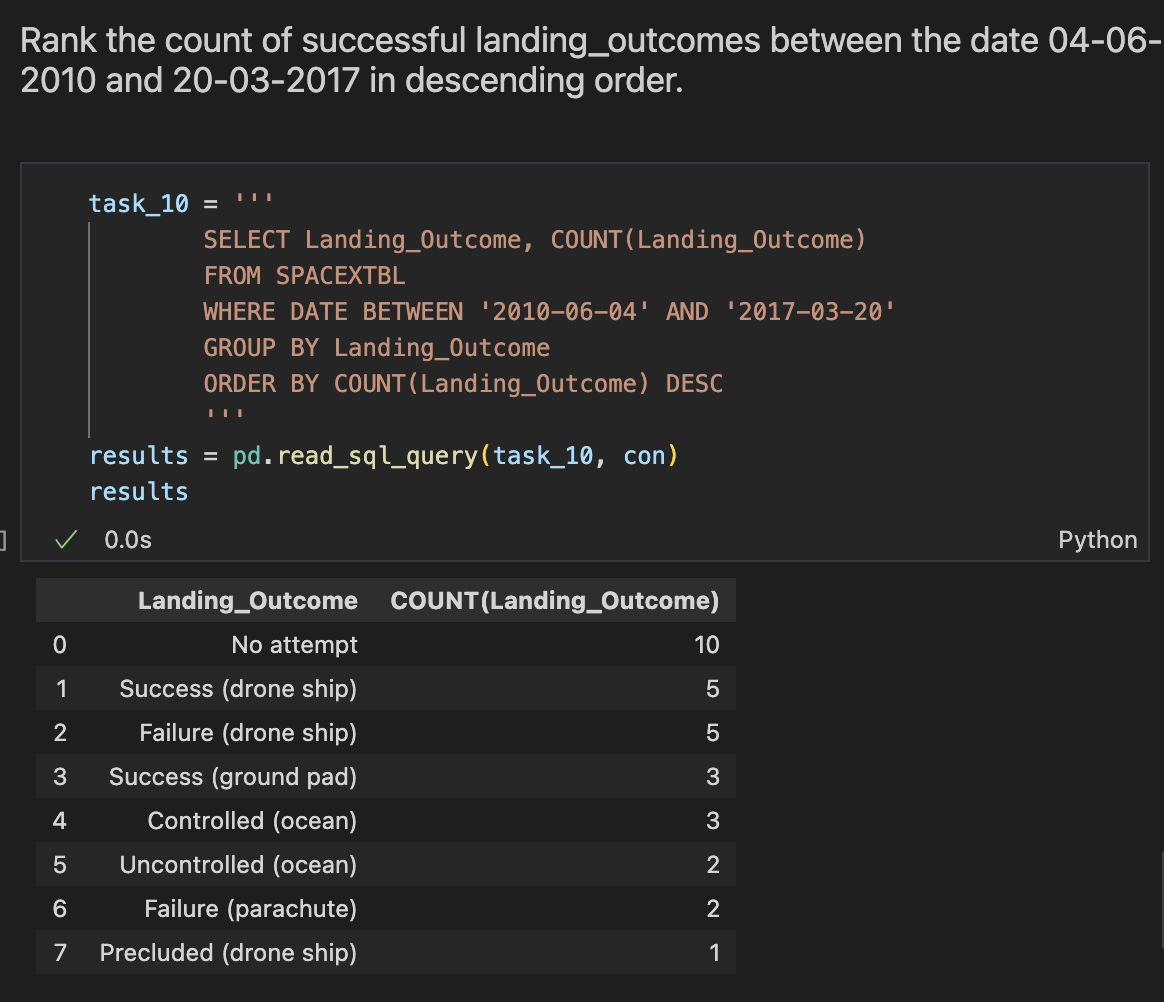 Rank the count of successful landing_outcomes between the date 04-06-
2010 and 20-03-2017 in descending order.
task_10 = '''
SELECT Landing_Outcome, COUNT(Landing_Outcome)
FROM SPACEXTBL
WHERE DATE BETWEEN '2010-06-04' AND '2017-03-20'
GROUP BY Landing_Outcome
ORDER BY COUNT(Landing_Outcome) DESC
'''
results = pd.read_sql_query(task_10, con)
results
] ✓ 0.0s Python
Landing_Outcome COUNT(Landing_Outcome)
0 No attempt 10
1 Success (drone ship) 5
2 Failure (drone ship) 5
3 Success (ground pad) 3
4 Controlled (ocean) 3
5 Uncontrolled (ocean) 2
6 Failure (parachute) 2
7 Precluded (drone ship) 1